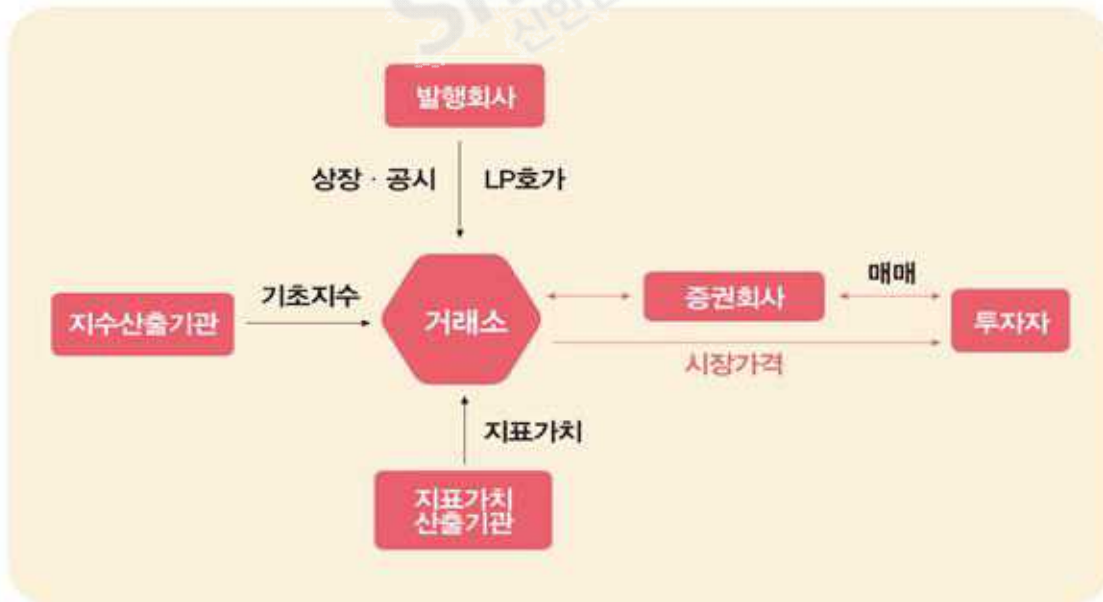 발행회사
상장 · 공시
LP호가
지수산출기관
기초지수
거래소
증권회사
매매
투자자
시장가격
지표가치
지표가치
산출기관